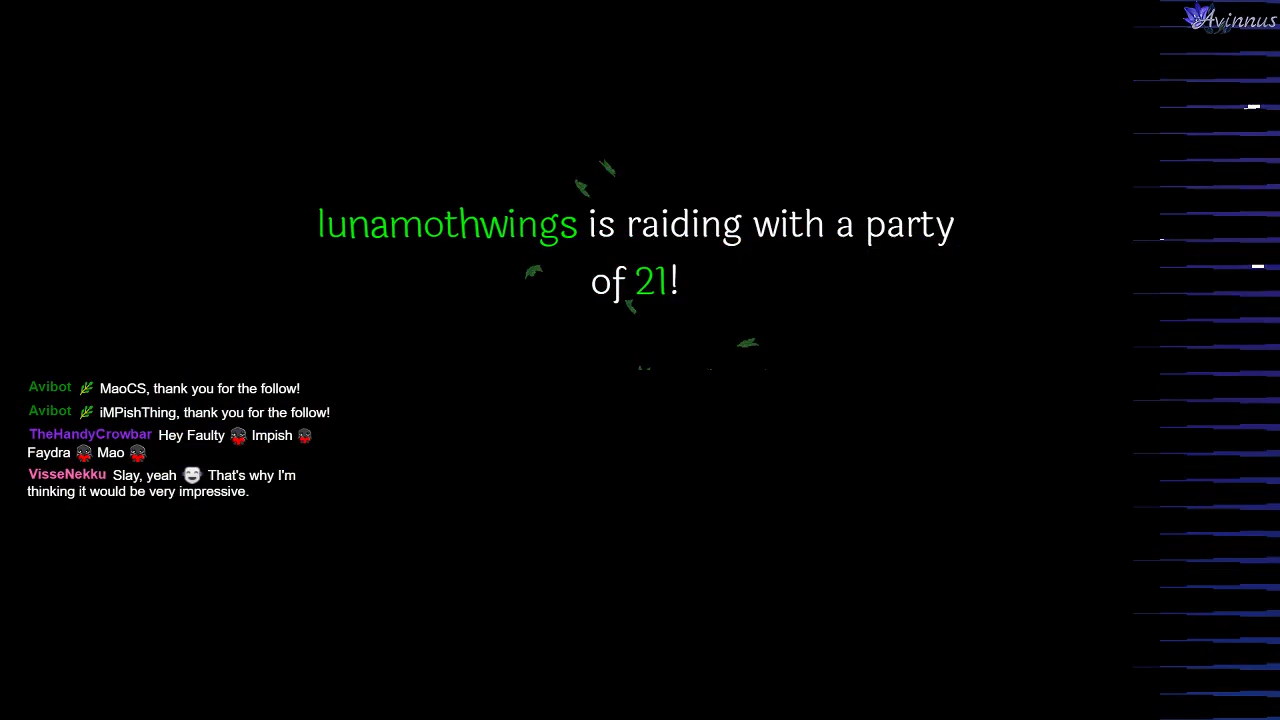 Avinnus
lunamothwings is raiding with a party
of 21!
Avibot MaoCS, thank you for the follow!
Avibot iMPishThing, thank you for the follow!
TheHandyCrowbar Hey Faulty Impish
Faydra Mao
VisseNekku Slay, yeah That's why I'm
thinking it would be very impressive.